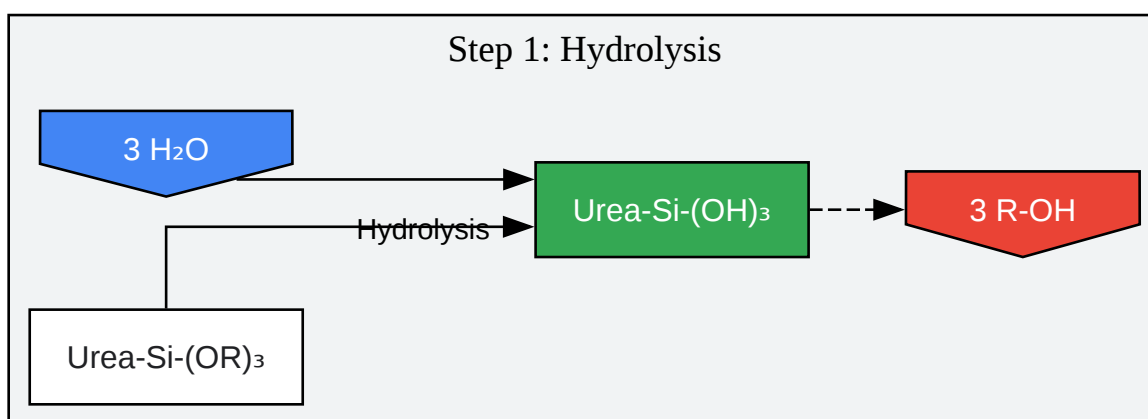 Step 1: Hydrolysis
3 H₂O
Urea-Si-(OH)₃
3 R-OH
Hydrolysis
Urea-Si-(OR)₃